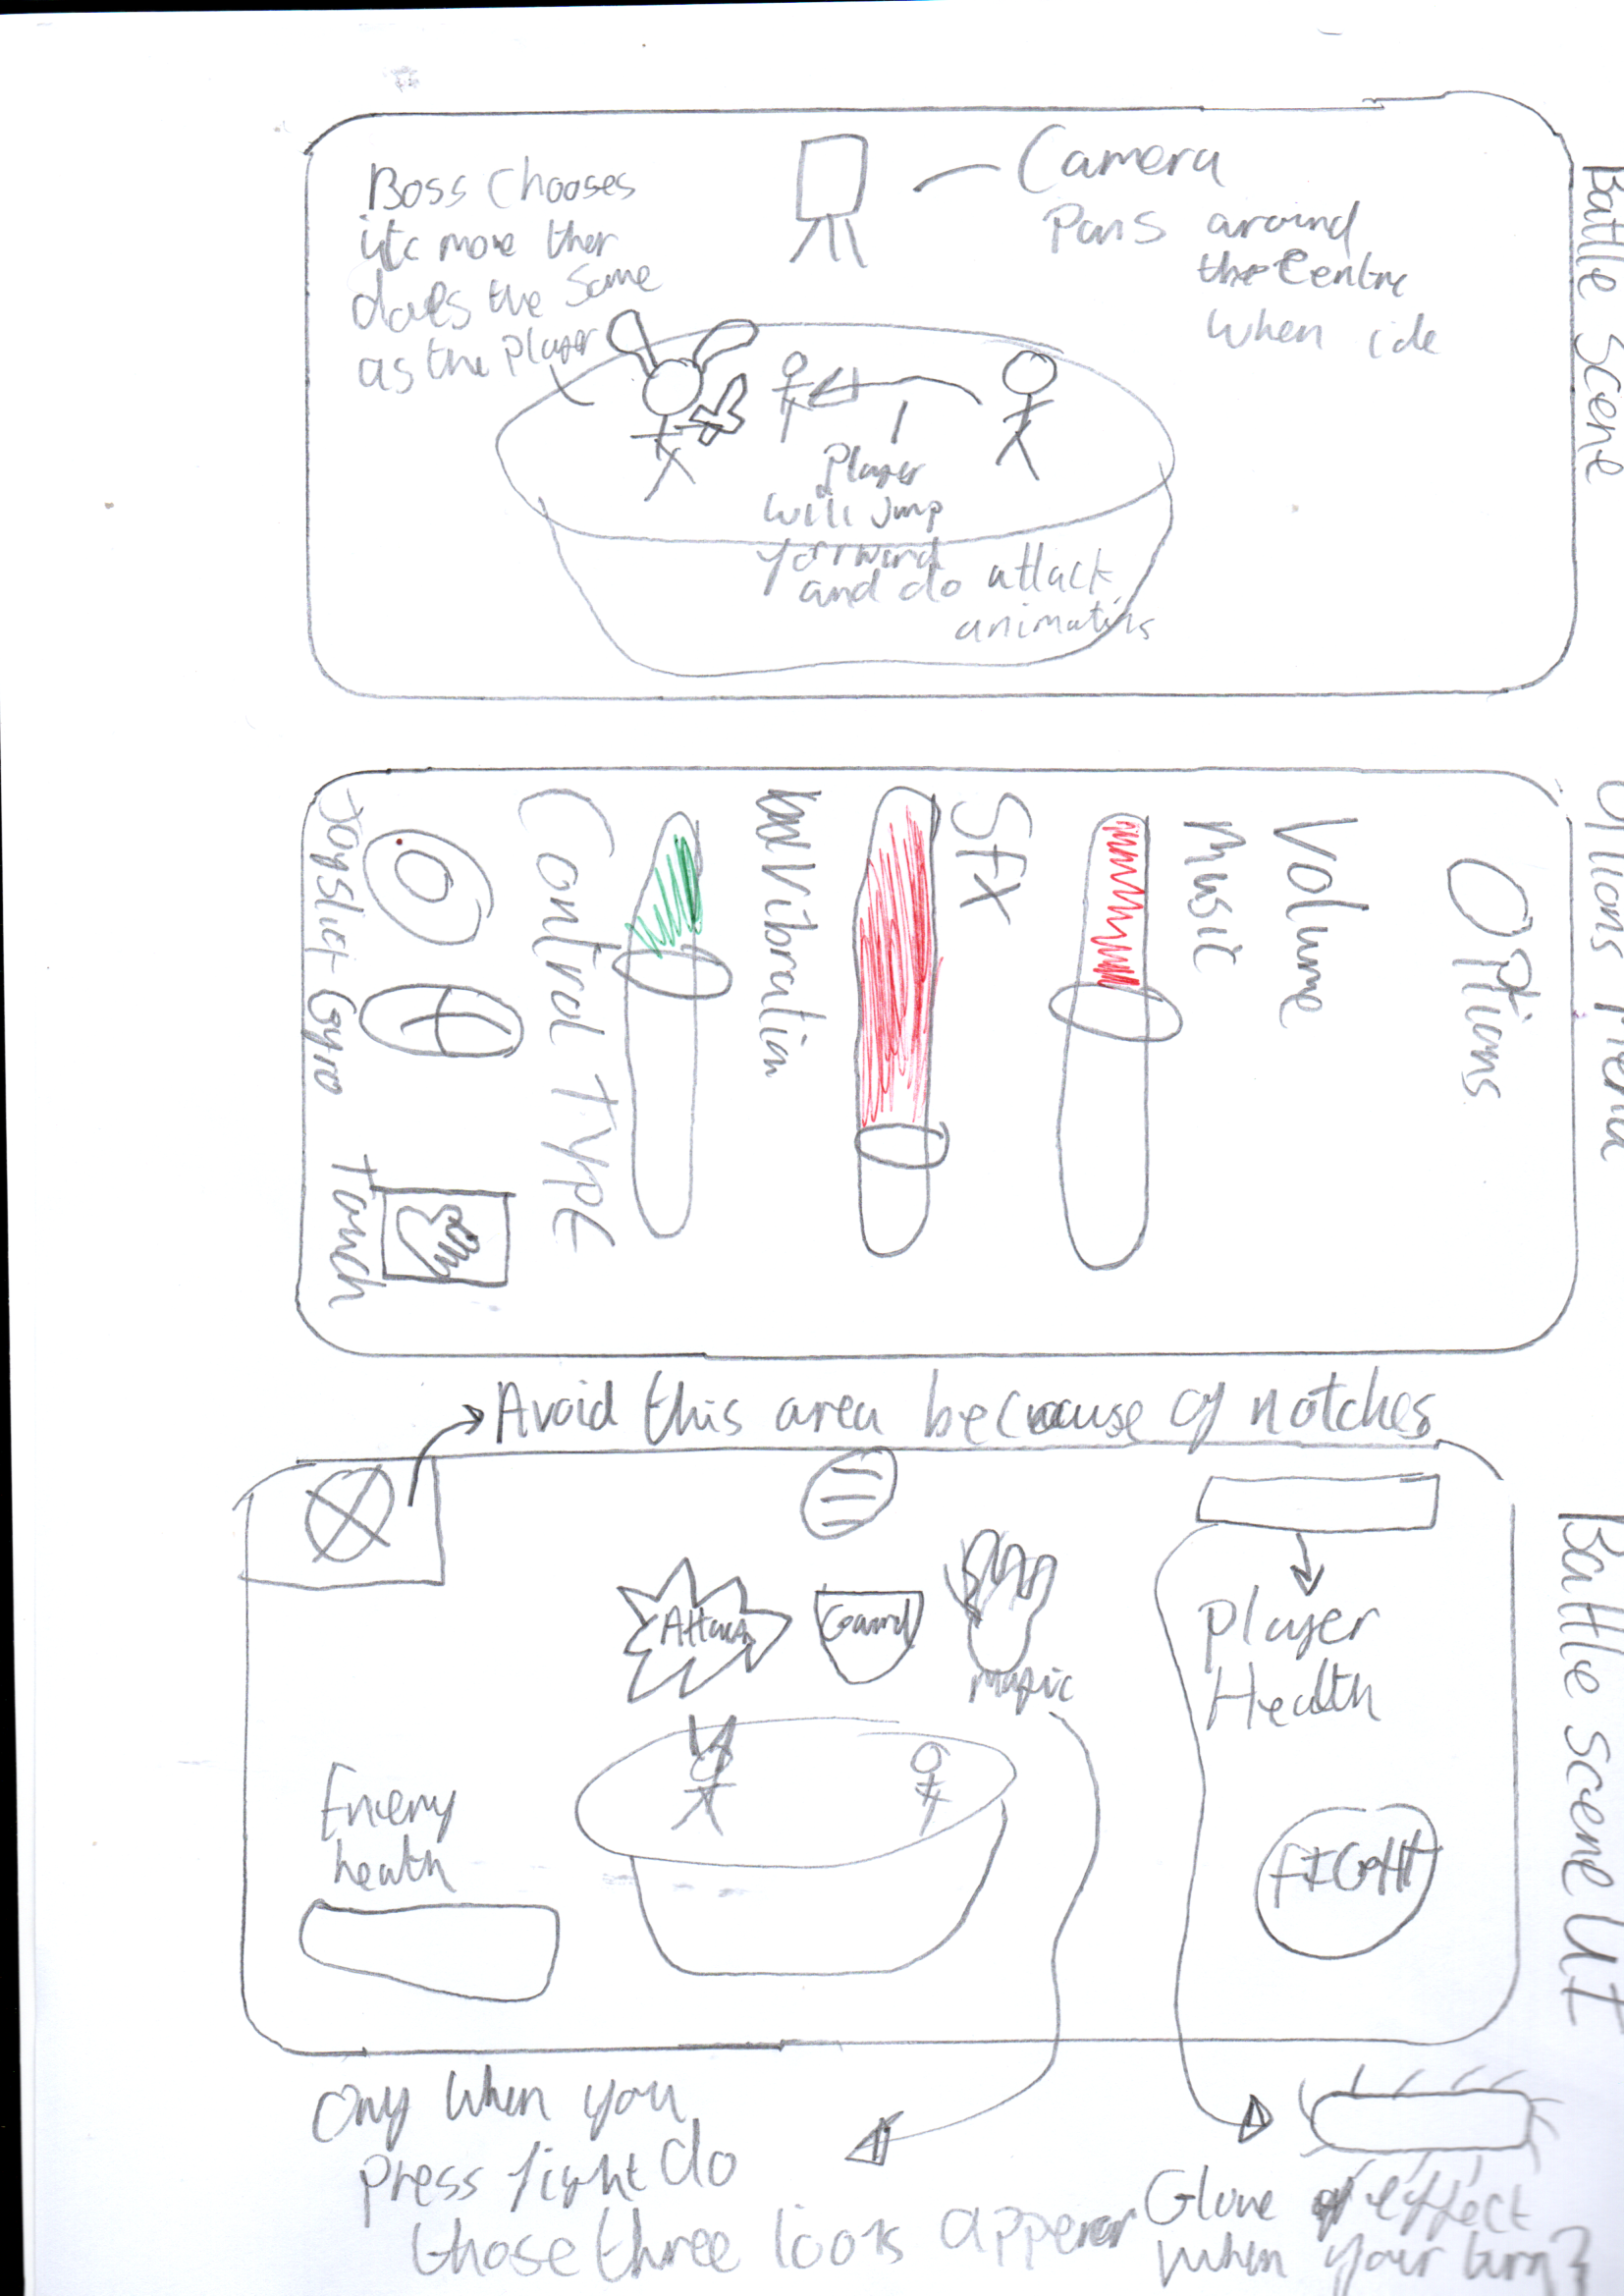 Battle Scene
Boss Chooses
its move then
does the same
as the player
Camera
Pans around
the Centre
when idle
Player
will Jump
forward
and do attack
animations
Options Menu
Options
Volume
Music
SFX
Vibration
Control TYPE
Joystick Gyro Touch
Avoid this area because of notches
Battle scene UI
Attack
Guard
Magic
Player
Health
Enemy
health
FIGHT
Only when you
press fight do
those three icons appear
Glow effect
when your turn?